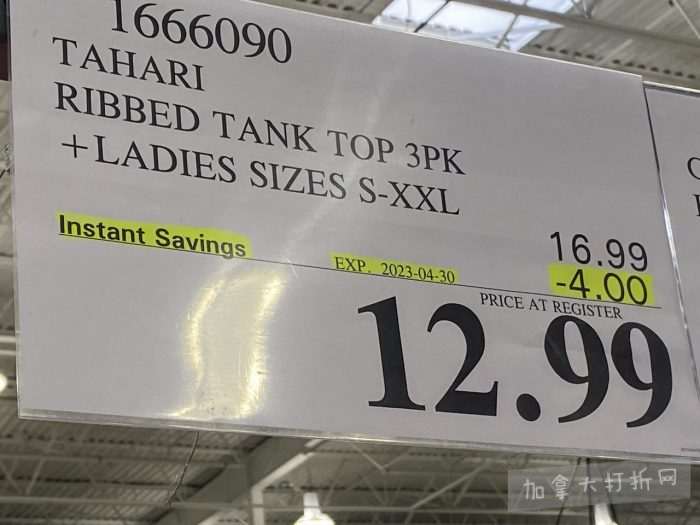 1666090
TAHARI
RIBBED TANK TOP 3PK
+LADIES SIZES S-XXL
16.99
Instant Savings EXP. 2023-04-30 -4.00
PRICE AT REGISTER
12.99
加拿大打折网